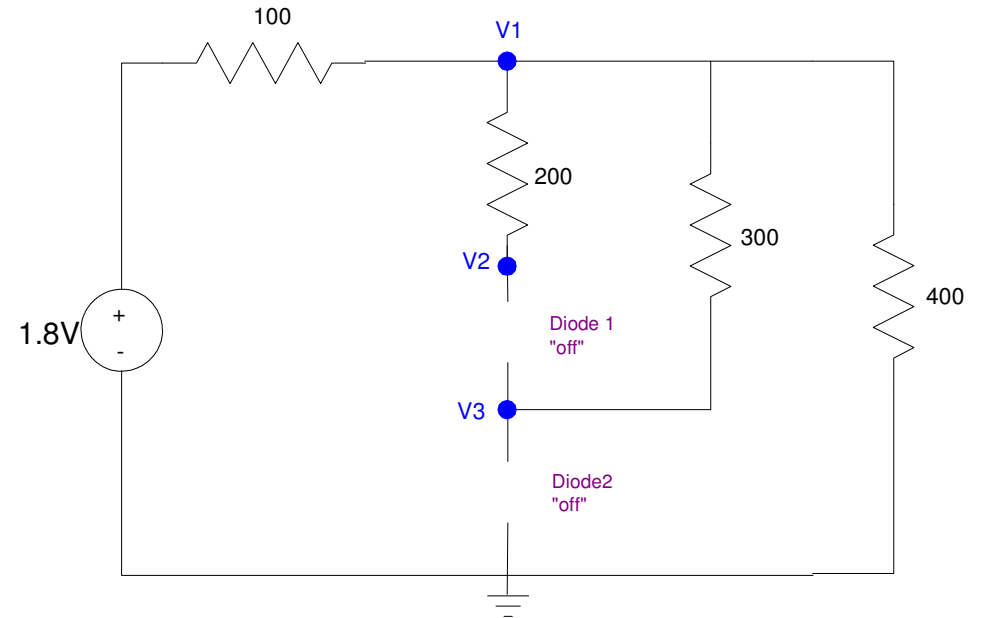 100
V1
200
300
V2
400
1.8V
+
-
Diode 1
"off"
V3
Diode2
"off"